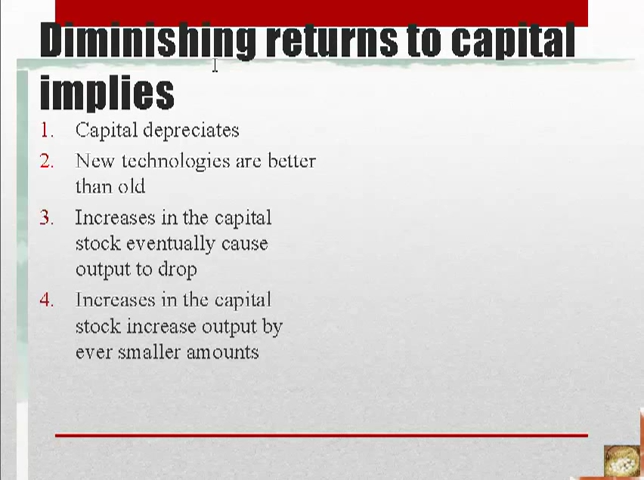 Diminishing returns to capital
implies
1. Capital depreciates
2. New technologies are better
than old
3. Increases in the capital
stock eventually cause
output to drop
4. Increases in the capital
stock increase output by
ever smaller amounts